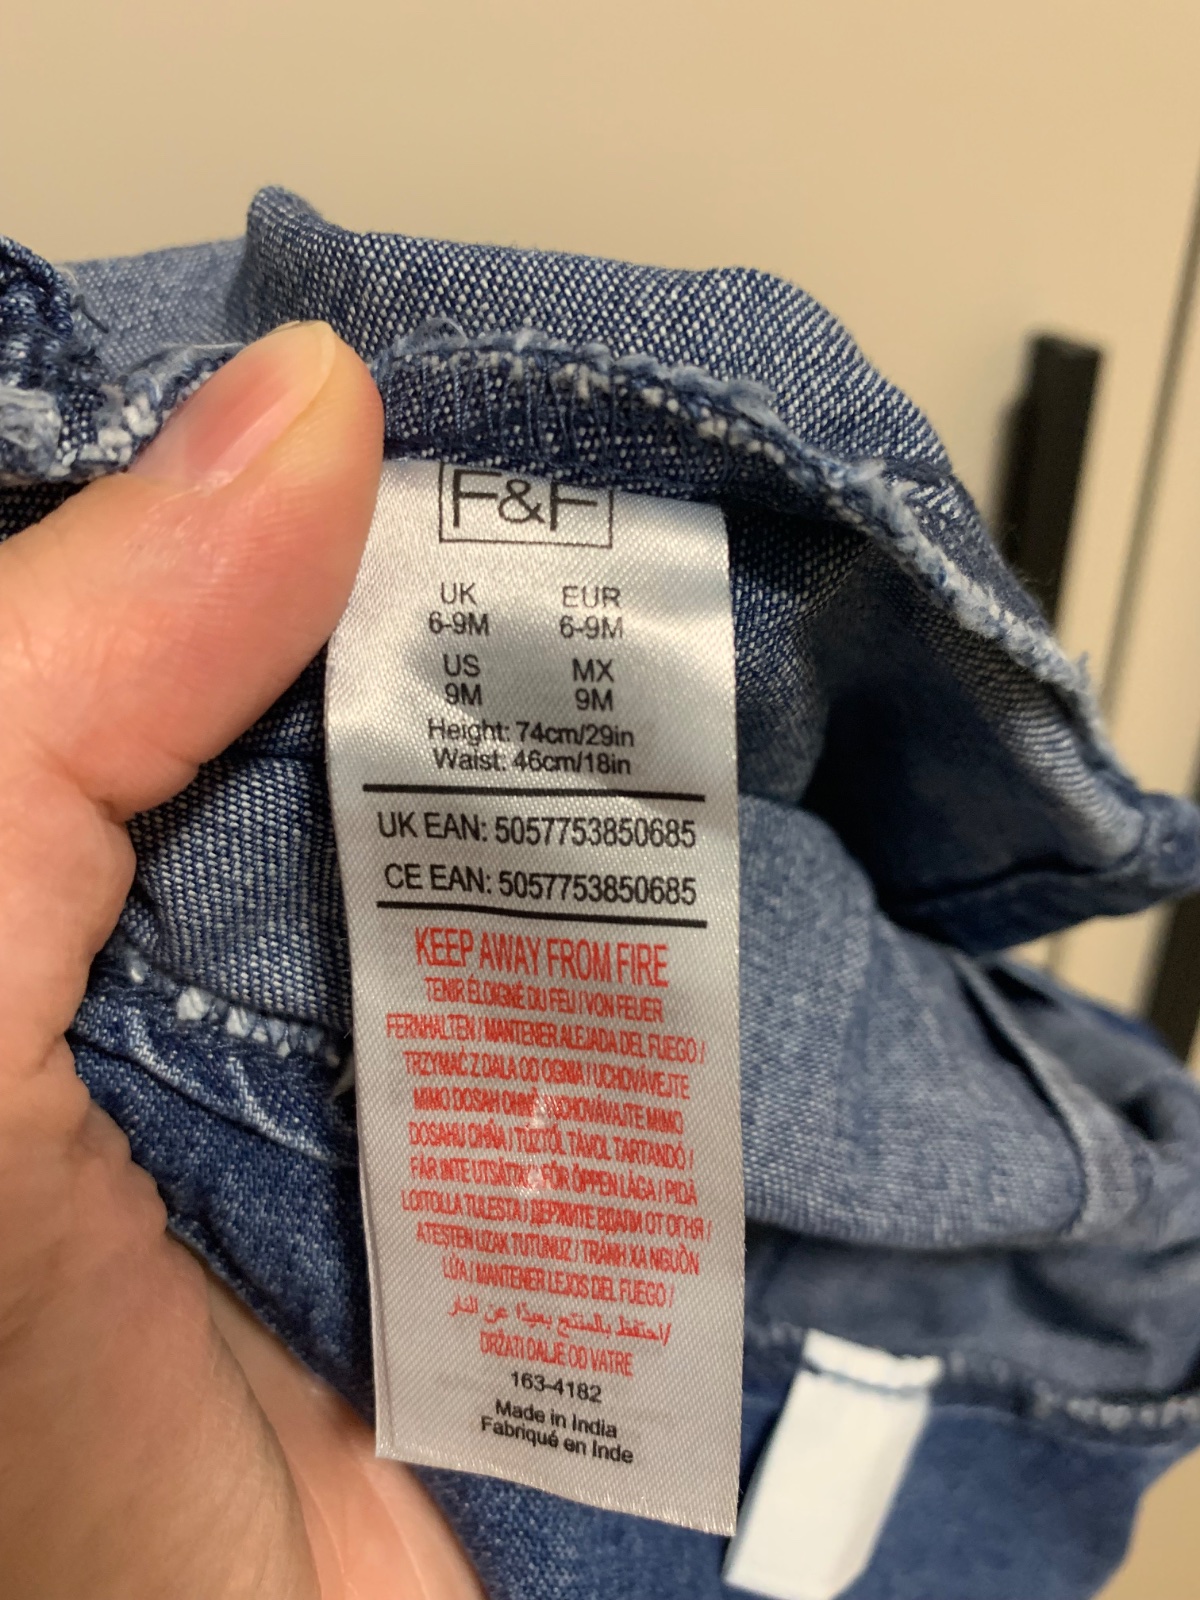 F&F
UK EUR
6-9M 6-9M
US MX
9M 9M
Height: 74cm/29in
Waist: 46cm/18in
UK EAN: 5057753850685
CE EAN: 5057753850685
KEEP AWAY FROM FIRE
TENIR ÉLOIGNÉ DU FEU / VON FEUER
FERNHALTEN / MANTENER ALEJADA DEL FUEGO /
TRZYMAĆ Z DALA OD OGNIA / UCHOVÁVEJTE
MIMO DOSAH OHNĚ / UCHOVÁVAJTE MIMO
DOSAHU OHŇA / TŰZTŐL TÁVOL TARTANDÓ /
FÅR INTE UTSÄTTAS FÖR ÖPPEN LÅGA / PIDÄ
LOITOLLA TULESTA / ДЕРЖИТЕ ВДАЛИ ОТ ОГНЯ /
ATEŞTEN UZAK TUTUNUZ / TRÁNH XA NGUỒN
LỬA / MANTENER LEJOS DEL FUEGO /
احتفظ بالمنتج بعيدًا عن النار/
DRŽATI DALJE OD VATRE
163-4182
Made in India
Fabriqué en Inde